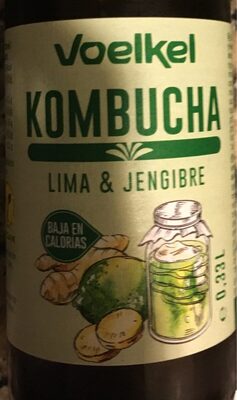 Voelkel
KOMBUCHA
LIMA & JENGIBRE
BAJA EN
CALORÍAS
e 0,33L